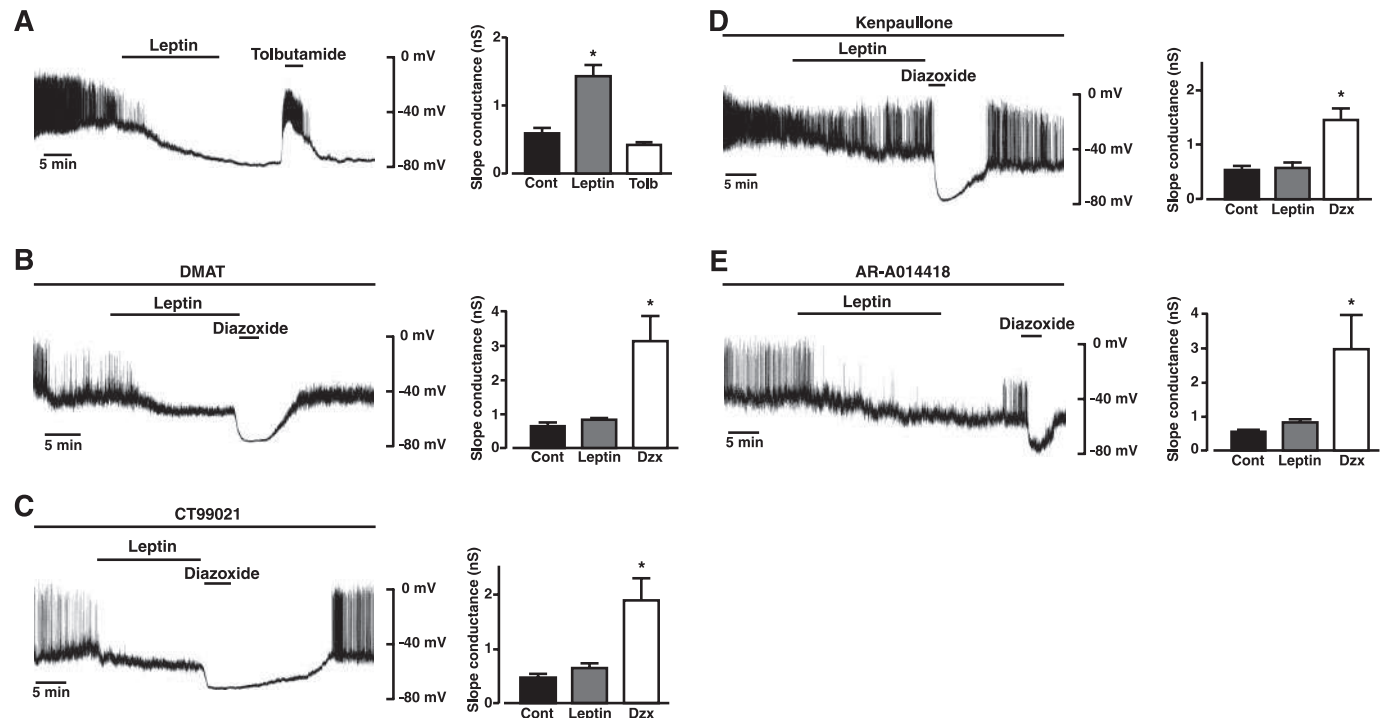 A
Leptin
Tolbutamide
0 mV
-40 mV
-80 mV
5 min
Slope conductance (nS)
2
1
0
*
Cont Leptin Tolb
B
DMAT
Leptin
Diazoxide
0 mV
-40 mV
-80 mV
5 min
Slope conductance (nS)
4
3
2
1
0
*
Cont Leptin Dzx
C
CT99021
Leptin
Diazoxide
0 mV
-40 mV
-80 mV
5 min
Slope conductance (nS)
2
1
0
*
Cont Leptin Dzx
D
Kenpaullone
Leptin
Diazoxide
0 mV
-40 mV
-80 mV
5 min
Slope conductance (nS)
2
1
0
*
Cont Leptin Dzx
E
AR-A014418
Leptin
Diazoxide
0 mV
-40 mV
-80 mV
5 min
Slope conductance (nS)
4
3
2
1
0
*
Cont Leptin Dzx